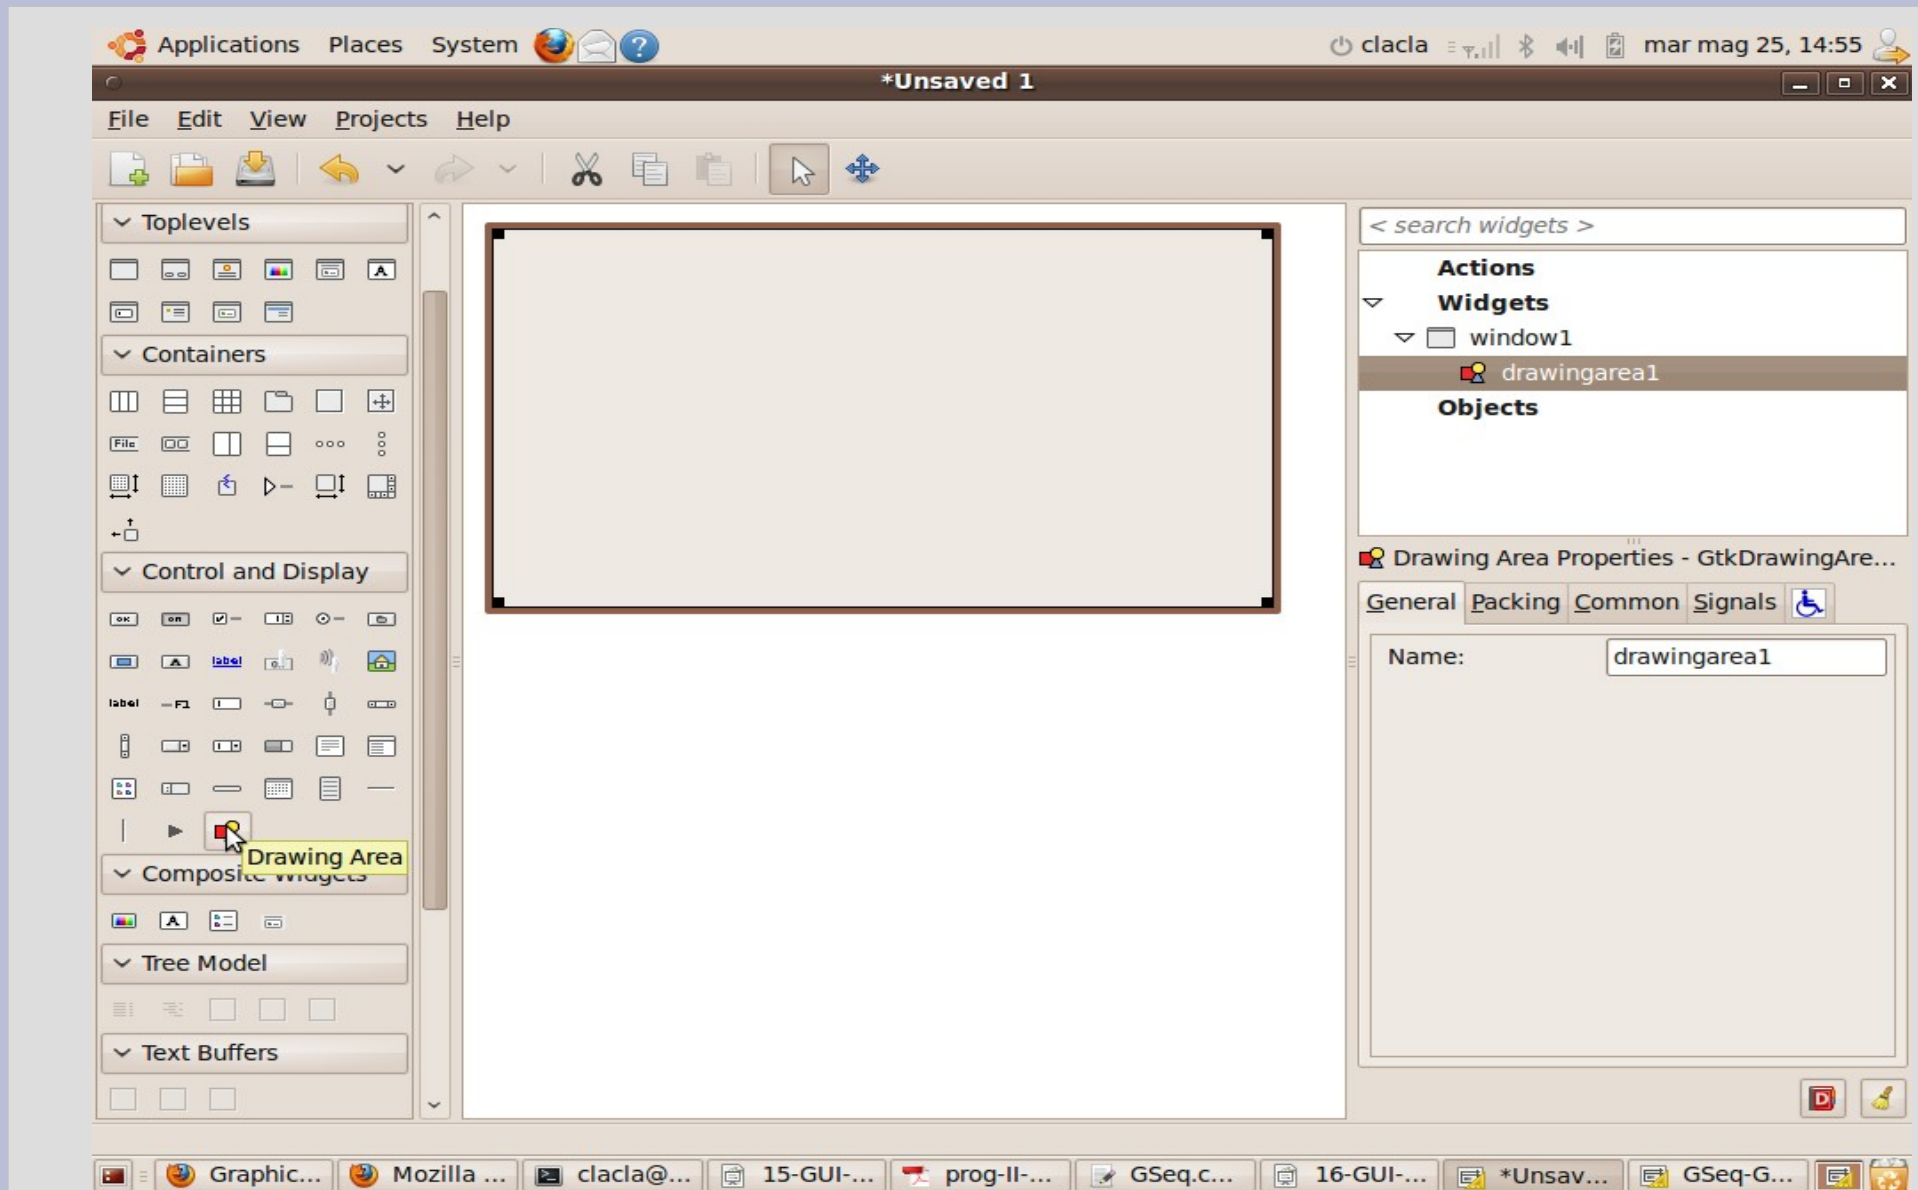 Applications Places System clacla mar mag 25, 14:55
*Unsaved 1
File Edit View Projects Help
Toplevels
Containers
File
Control and Display
OK
on
label
label
F1
Drawing Area
Tree Model
Text Buffers
< search widgets >
Actions
Widgets
window1
drawingarea1
Objects
Drawing Area Properties - GtkDrawingAre...
General Packing Common Signals
Name: drawingarea1
Graphic... Mozilla ... clacla@... 15-GUI-... prog-II-... GSeq.c... 16-GUI-... *Unsav... GSeq-G...